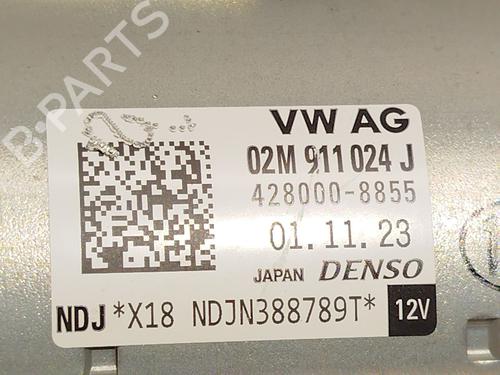 B-PARTS
VW AG
02M 911 024 J
428000-8855
01.11.23
JAPAN DENSO
NDJ *X18 NDJN388789T* 12V